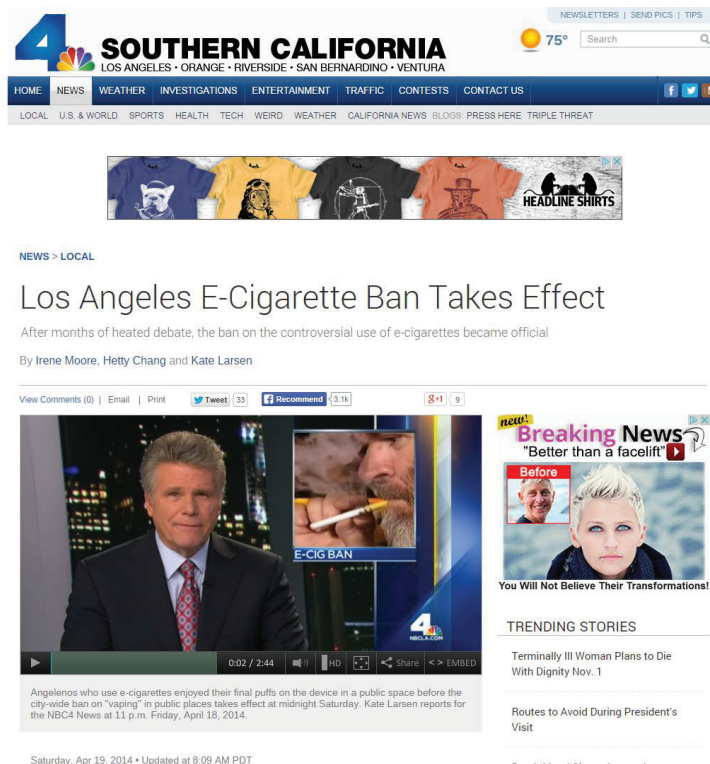 NEWSLETTERS | SEND PICS | TIPS
4 SOUTHERN CALIFORNIA
LOS ANGELES • ORANGE • RIVERSIDE • SAN BERNARDINO • VENTURA
75°
Search
HOME NEWS WEATHER INVESTIGATIONS ENTERTAINMENT TRAFFIC CONTESTS CONTACT US
LOCAL U.S. & WORLD SPORTS HEALTH TECH WEIRD WEATHER CALIFORNIA NEWS BLOGS: PRESS HERE TRIPLE THREAT
HEADLINE SHIRTS
NEWS > LOCAL
Los Angeles E-Cigarette Ban Takes Effect
After months of heated debate, the ban on the controversial use of e-cigarettes became official
By Irene Moore, Hetty Chang and Kate Larsen
View Comments (0) | Email | Print Tweet 33 Recommend 3.1k g+1 9
E-CIG BAN
4
NBCLA.COM
0:02 / 2:44 HD Share < > EMBED
Angelenos who use e-cigarettes enjoyed their final puffs on the device in a public space before the
city-wide ban on "vaping" in public places takes effect at midnight Saturday. Kate Larsen reports for
the NBC4 News at 11 p.m. Friday, April 18, 2014.
Saturday, Apr 19, 2014 • Updated at 8:09 AM PDT
new!
Breaking News
"Better than a facelift"
Before
You Will Not Believe Their Transformations!
TRENDING STORIES
Terminally Ill Woman Plans to Die
With Dignity Nov. 1
Routes to Avoid During President's
Visit